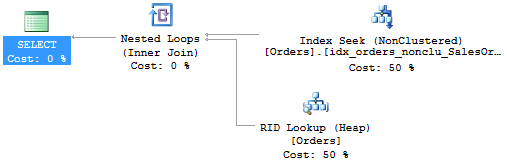 SELECT
Cost: 0 %
Nested Loops
(Inner Join)
Cost: 0 %
Index Seek (NonClustered)
[Orders].[idx_orders_nonclu_SalesOr…
Cost: 50 %
RID Lookup (Heap)
[Orders]
Cost: 50 %